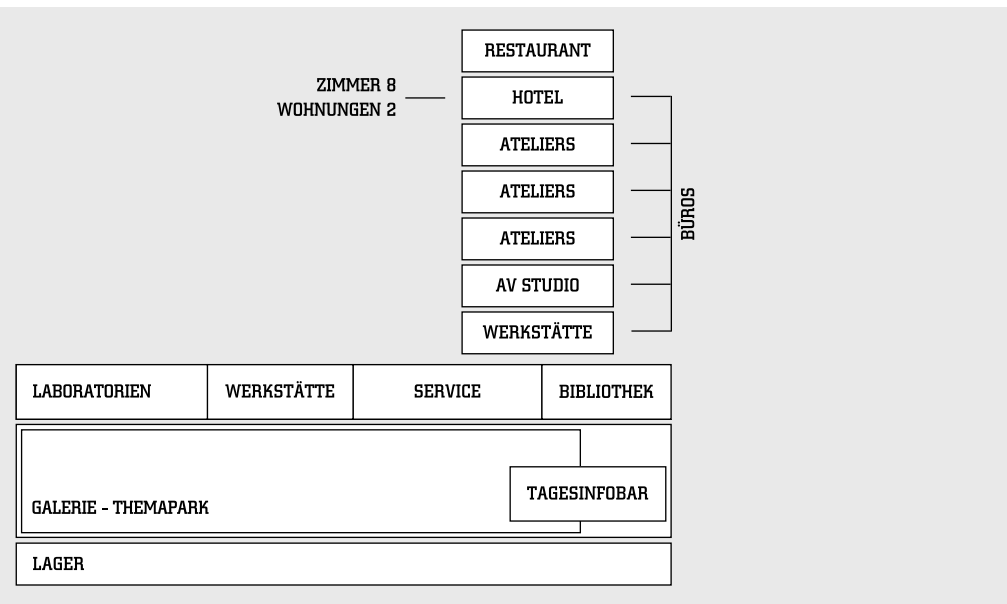 RESTAURANT
ZIMMER 8
WOHNUNGEN 2
HOTEL
ATELIERS
ATELIERS
ATELIERS
AV STUDIO
WERKSTÄTTE
BÜROS
LABORATORIEN
WERKSTÄTTE
SERVICE
BIBLIOTHEK
GALERIE - THEMAPARK
TAGESINFOBAR
LAGER